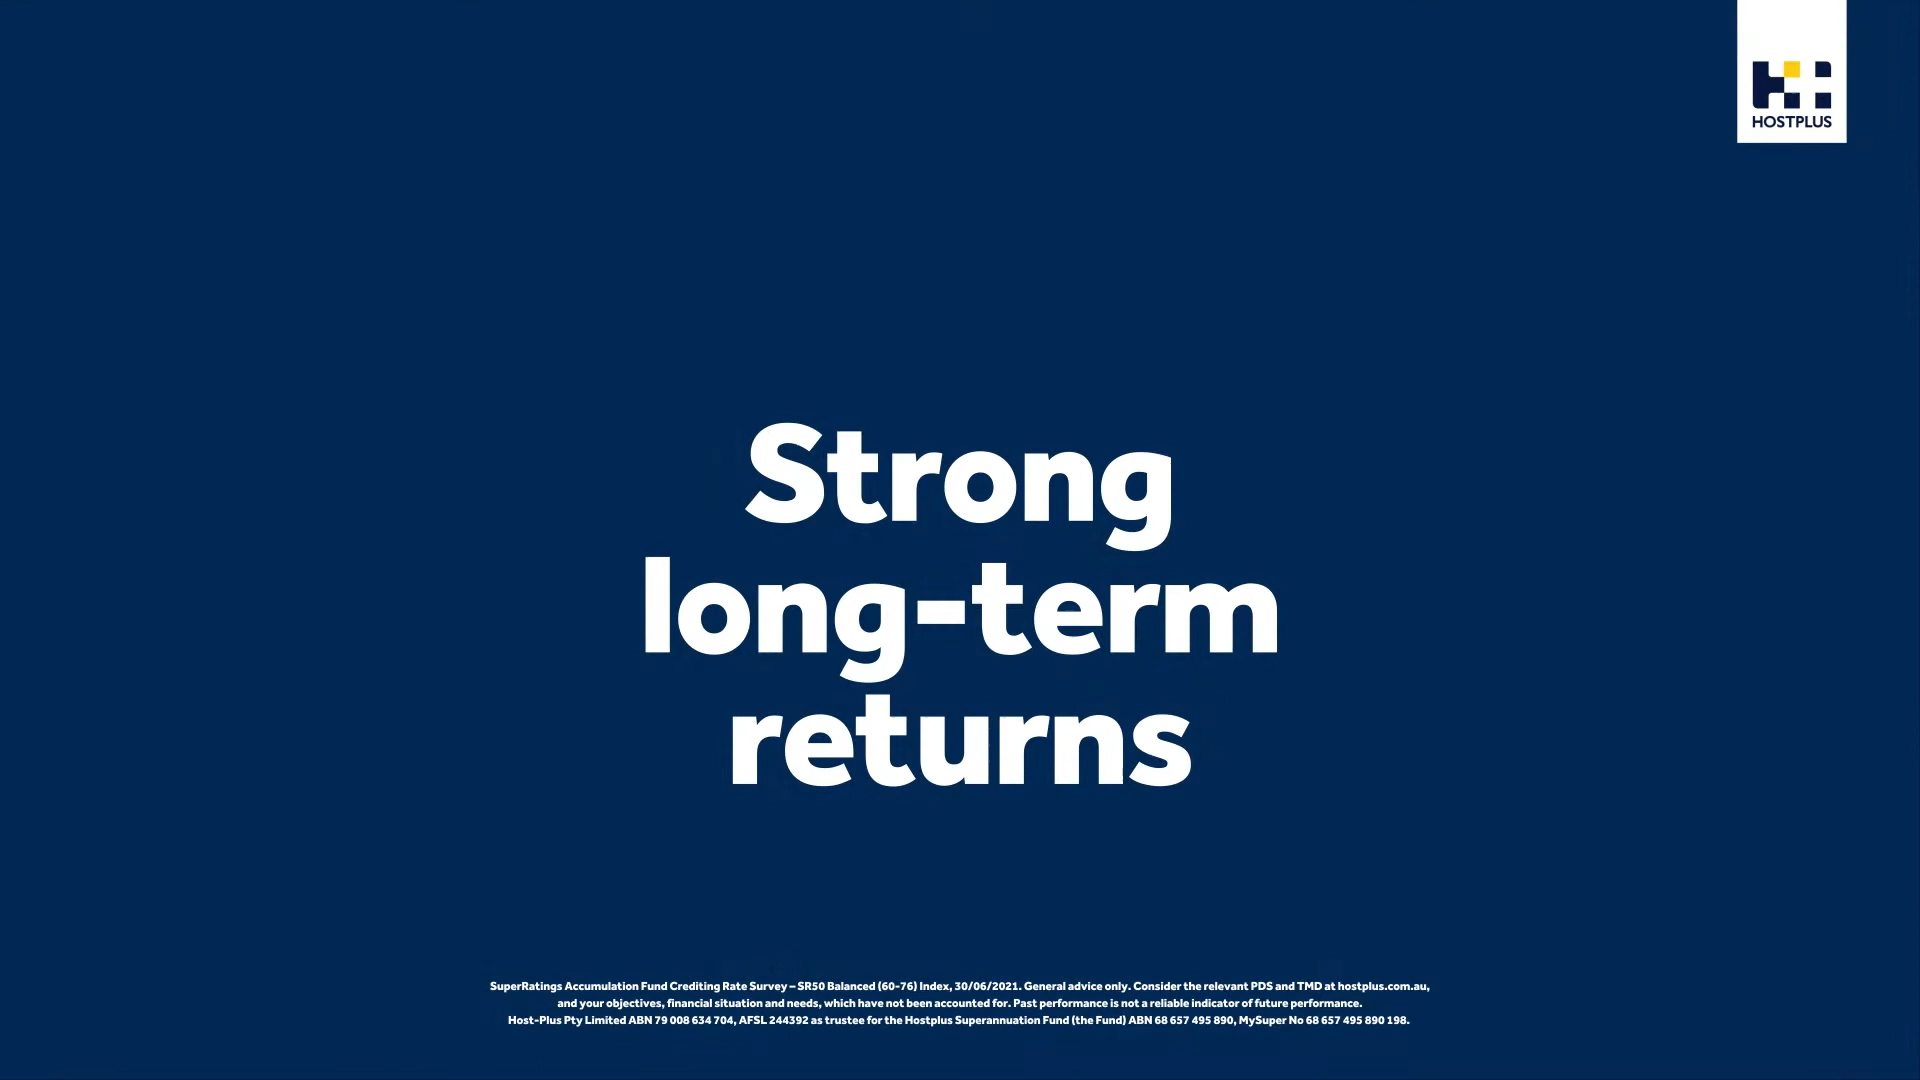 HOSTPLUS
Strong
long-term
returns
SuperRatings Accumulation Fund Crediting Rate Survey – SR50 Balanced (60-76) Index, 30/06/2021. General advice only. Consider the relevant PDS and TMD at hostplus.com.au,
and your objectives, financial situation and needs, which have not been accounted for. Past performance is not a reliable indicator of future performance.
Host-Plus Pty Limited ABN 79 008 634 704, AFSL 244392 as trustee for the Hostplus Superannuation Fund (the Fund) ABN 68 657 495 890, MySuper No 68 657 495 890 198.